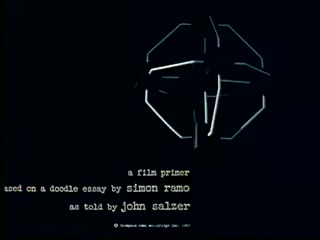 a film primer
ased on a doodle essay by simon ramo
as told by john salzer